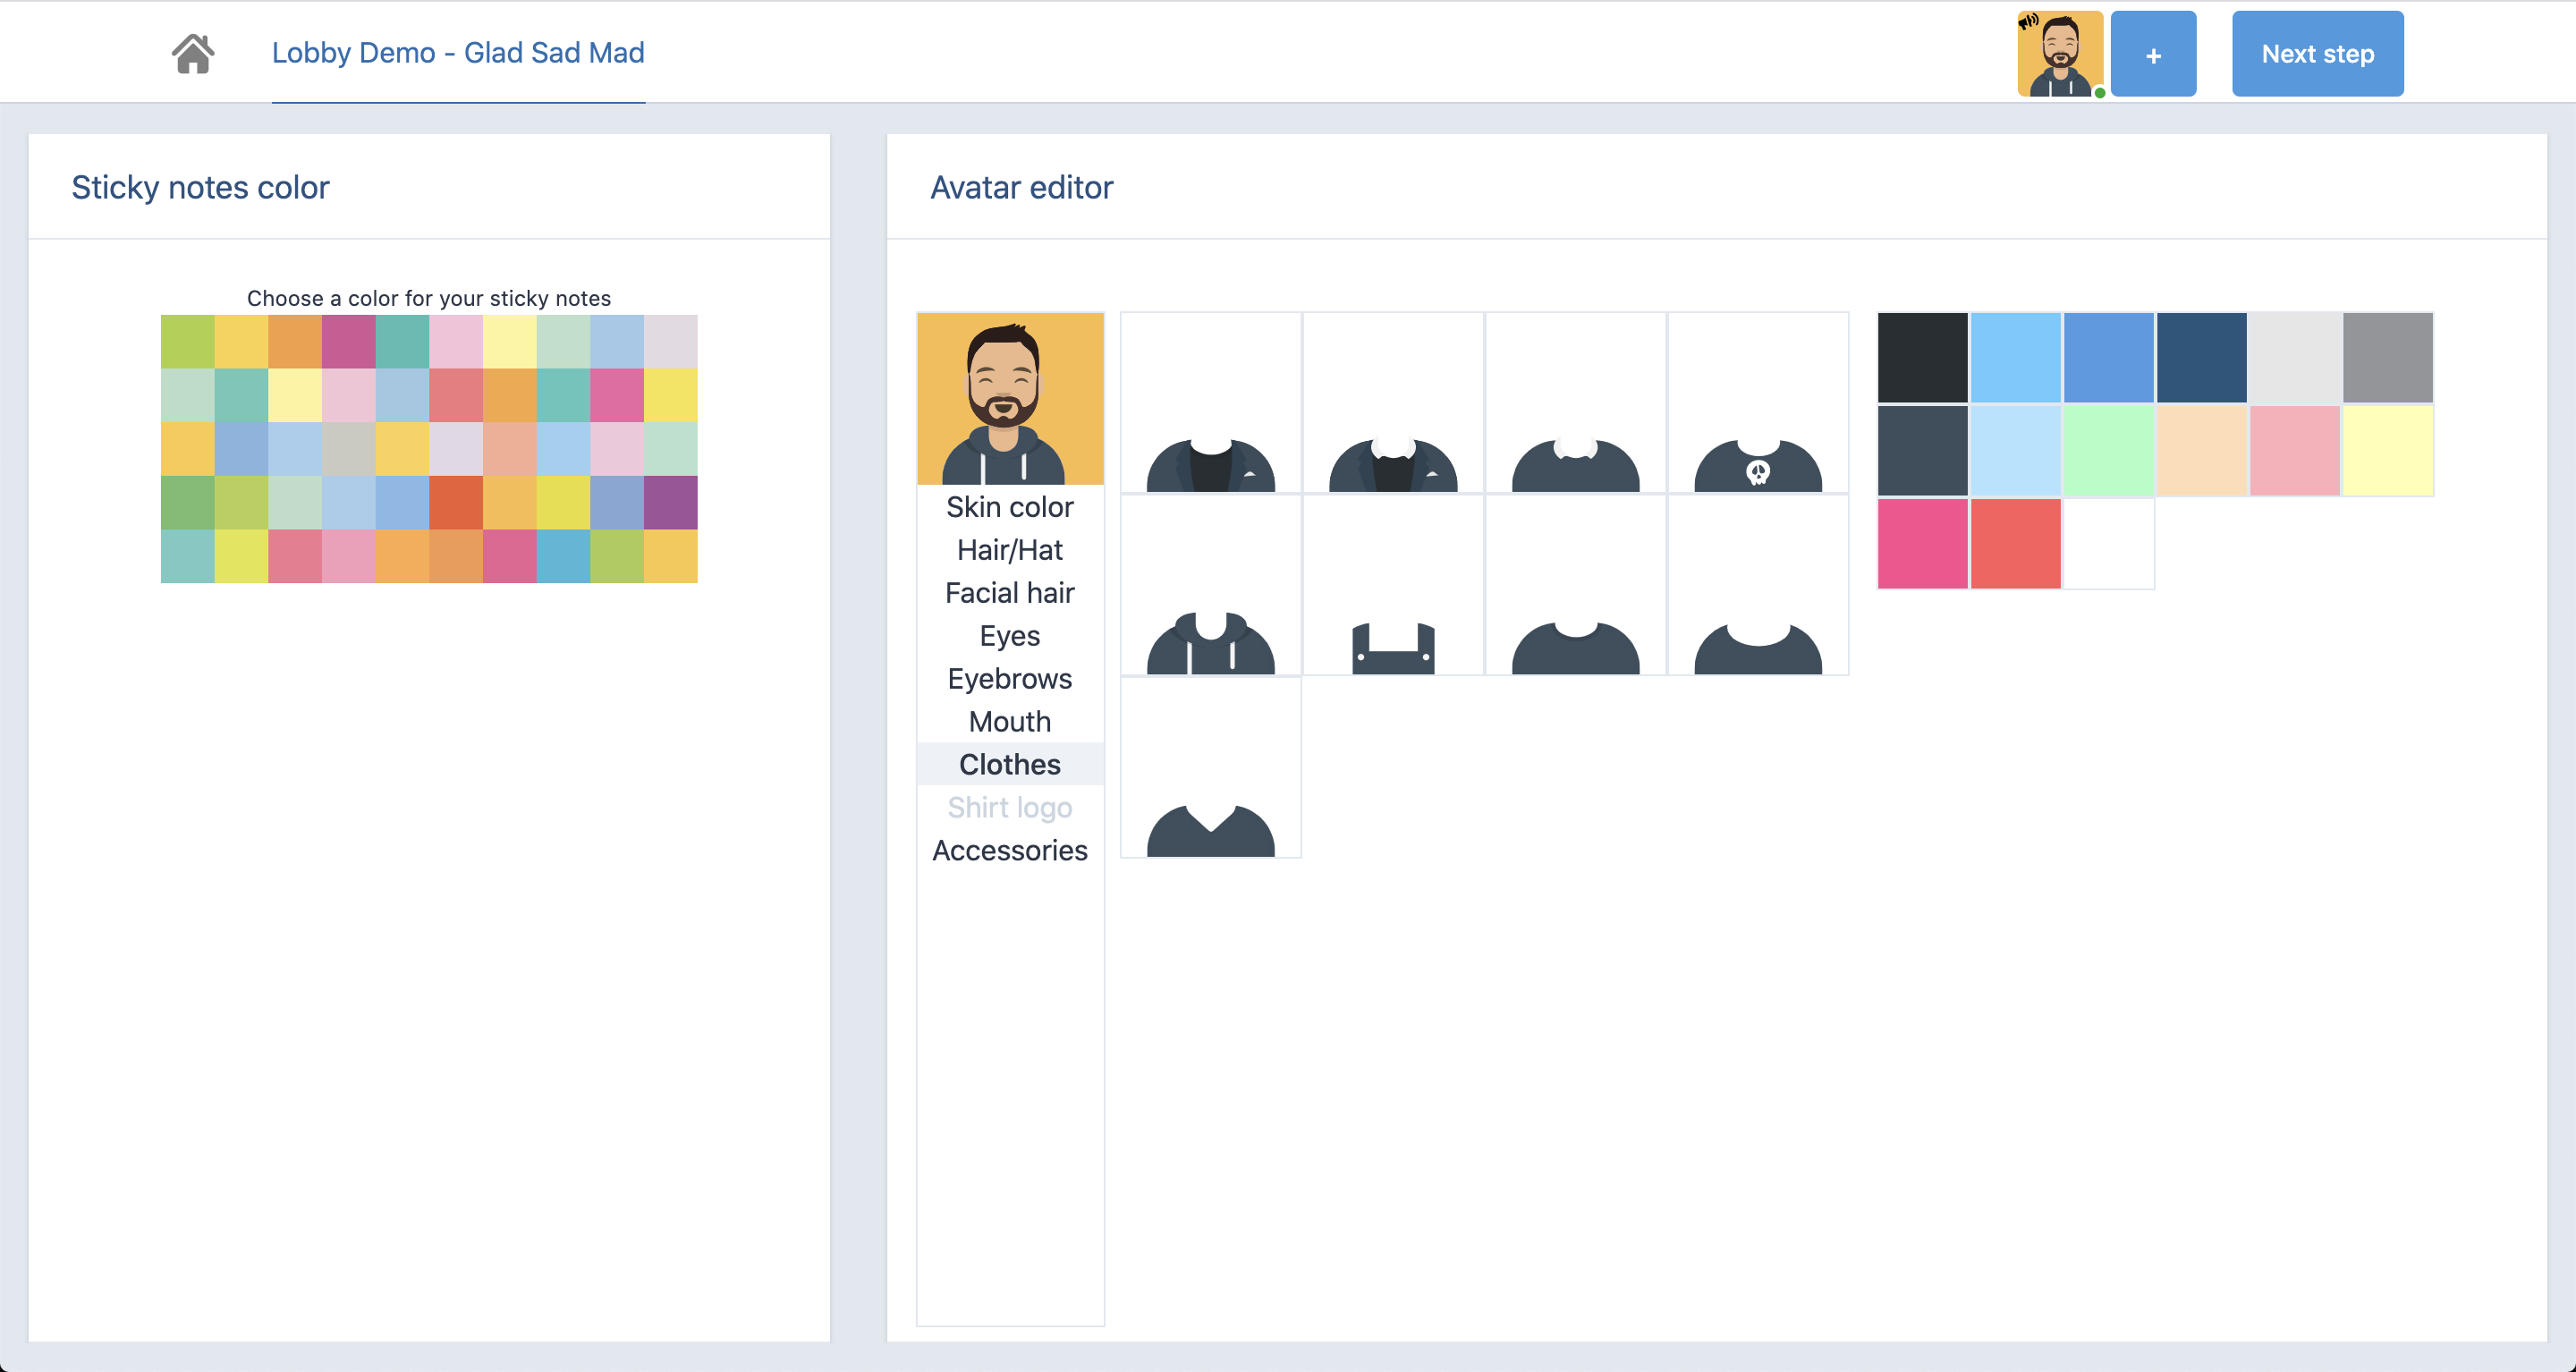 Lobby Demo - Glad Sad Mad
+
Next step
Sticky notes color
Choose a color for your sticky notes
Avatar editor
Skin color
Hair/Hat
Facial hair
Eyes
Eyebrows
Mouth
Clothes
Shirt logo
Accessories